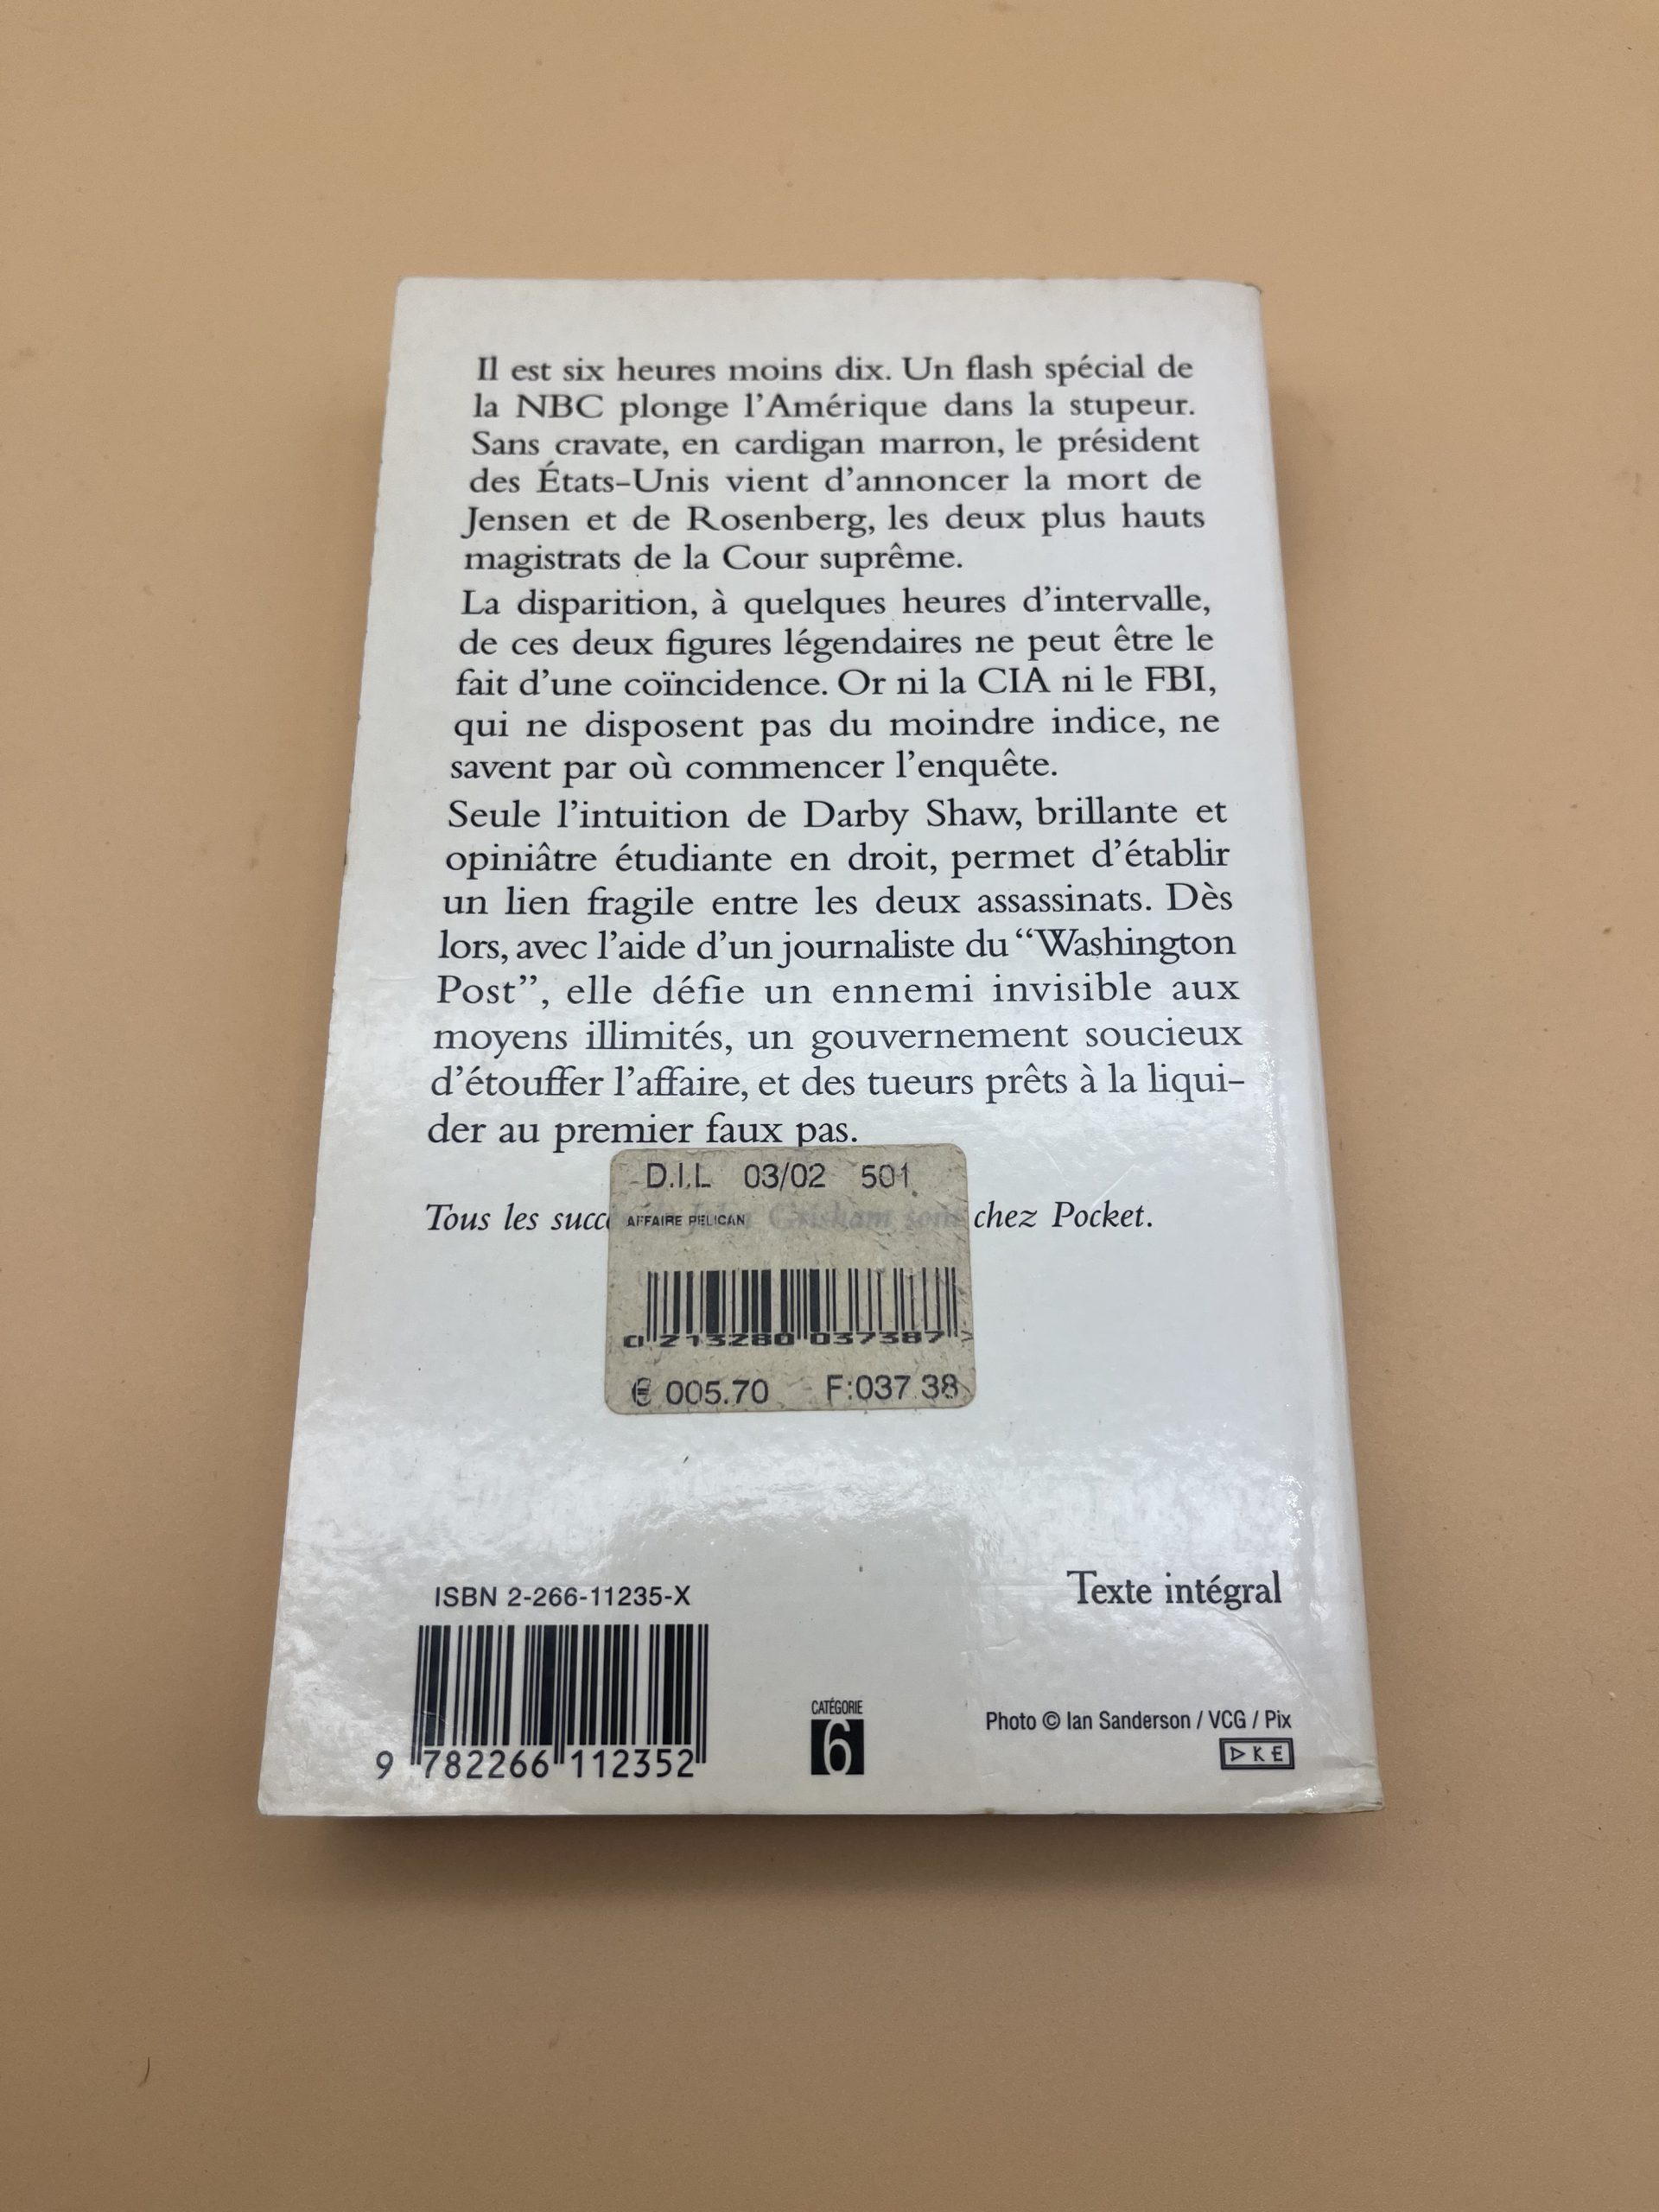 Il est six heures moins dix. Un flash spécial de
la NBC plonge l'Amérique dans la stupeur.
Sans cravate, en cardigan marron, le président
des États-Unis vient d'annoncer la mort de
Jensen et de Rosenberg, les deux plus hauts
magistrats de la Cour suprême.
La disparition, à quelques heures d'intervalle,
de ces deux figures légendaires ne peut être le
fait d'une coïncidence. Or ni la CIA ni le FBI,
qui ne disposent pas du moindre indice, ne
savent par où commencer l'enquête.
Seule l'intuition de Darby Shaw, brillante et
opiniâtre étudiante en droit, permet d'établir
un lien fragile entre les deux assassinats. Dès
lors, avec l'aide d'un journaliste du “Washington
Post”, elle défie un ennemi invisible aux
moyens illimités, un gouvernement soucieux
d'étouffer l'affaire, et des tueurs prêts à la liqui-
der au premier faux pas.
D.I.L 03/02 501
Tous les John Grisham sont chez Pocket.
AFFAIRE PELICAN
0 213280 037387 >
€ 005.70 F:037.38
ISBN 2-266-11235-X
Texte intégral
9 782266 112352
CATÉGORIE
6
Photo © Ian Sanderson / VCG / Pix
DKE